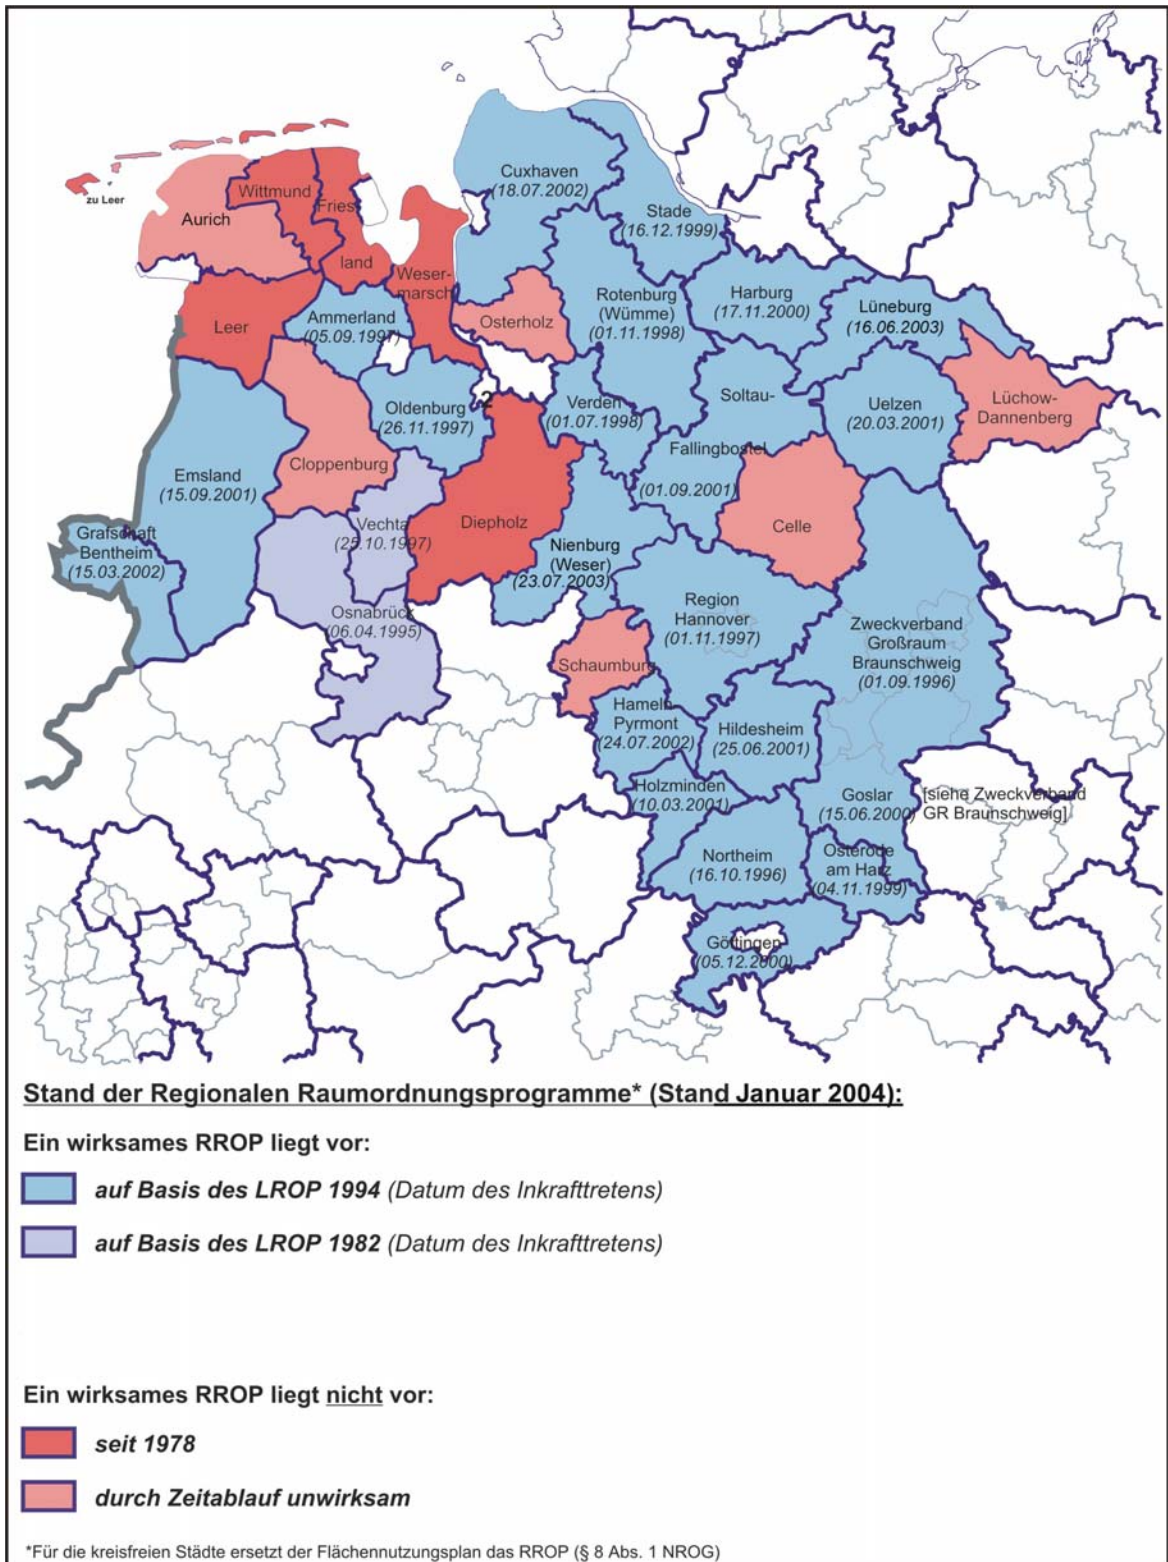 Cuxhaven
(18.07.2002)
Stade
(16.12.1999)
zu Leer
Wittmund
Fries
land
Aurich
Weser-
marsch
Leer
Ammerland
(05.09.1997)
Osterholz
Rotenburg
(Wümme)
(01.11.1998)
Harburg
(17.11.2000)
Lüneburg
(16.06.2003)
Oldenburg
(26.11.1997)
2
Verden
(01.07.1998)
Soltau-
Fallingbostel
(01.09.2001)
Uelzen
(20.03.2001)
Lüchow-
Dannenberg
Emsland
(15.09.2001)
Cloppenburg
Vechta
(25.10.1997)
Diepholz
Celle
Grafschaft
Bentheim
(15.03.2002)
Nienburg
(Weser)
(23.07.2003)
Osnabrück
(06.04.1995)
Region
Hannover
(01.11.1997)
Zweckverband
Großraum
Braunschweig
(01.09.1996)
Schaumburg
Hameln
Pyrmont
(24.07.2002)
Hildesheim
(25.06.2001)
Holzminden
(10.03.2001)
Goslar
(15.06.2000)
[siehe Zweckverband
GR Braunschweig]
Northeim
(16.10.1996)
Osterode
am Harz
(04.11.1999)
Göttingen
(05.12.2000)
Stand der Regionalen Raumordnungsprogramme* (Stand Januar 2004):
Ein wirksames RROP liegt vor:
auf Basis des LROP 1994 (Datum des Inkrafttretens)
auf Basis des LROP 1982 (Datum des Inkrafttretens)
Ein wirksames RROP liegt nicht vor:
seit 1978
durch Zeitablauf unwirksam
*Für die kreisfreien Städte ersetzt der Flächennutzungsplan das RROP (§ 8 Abs. 1 NROG)